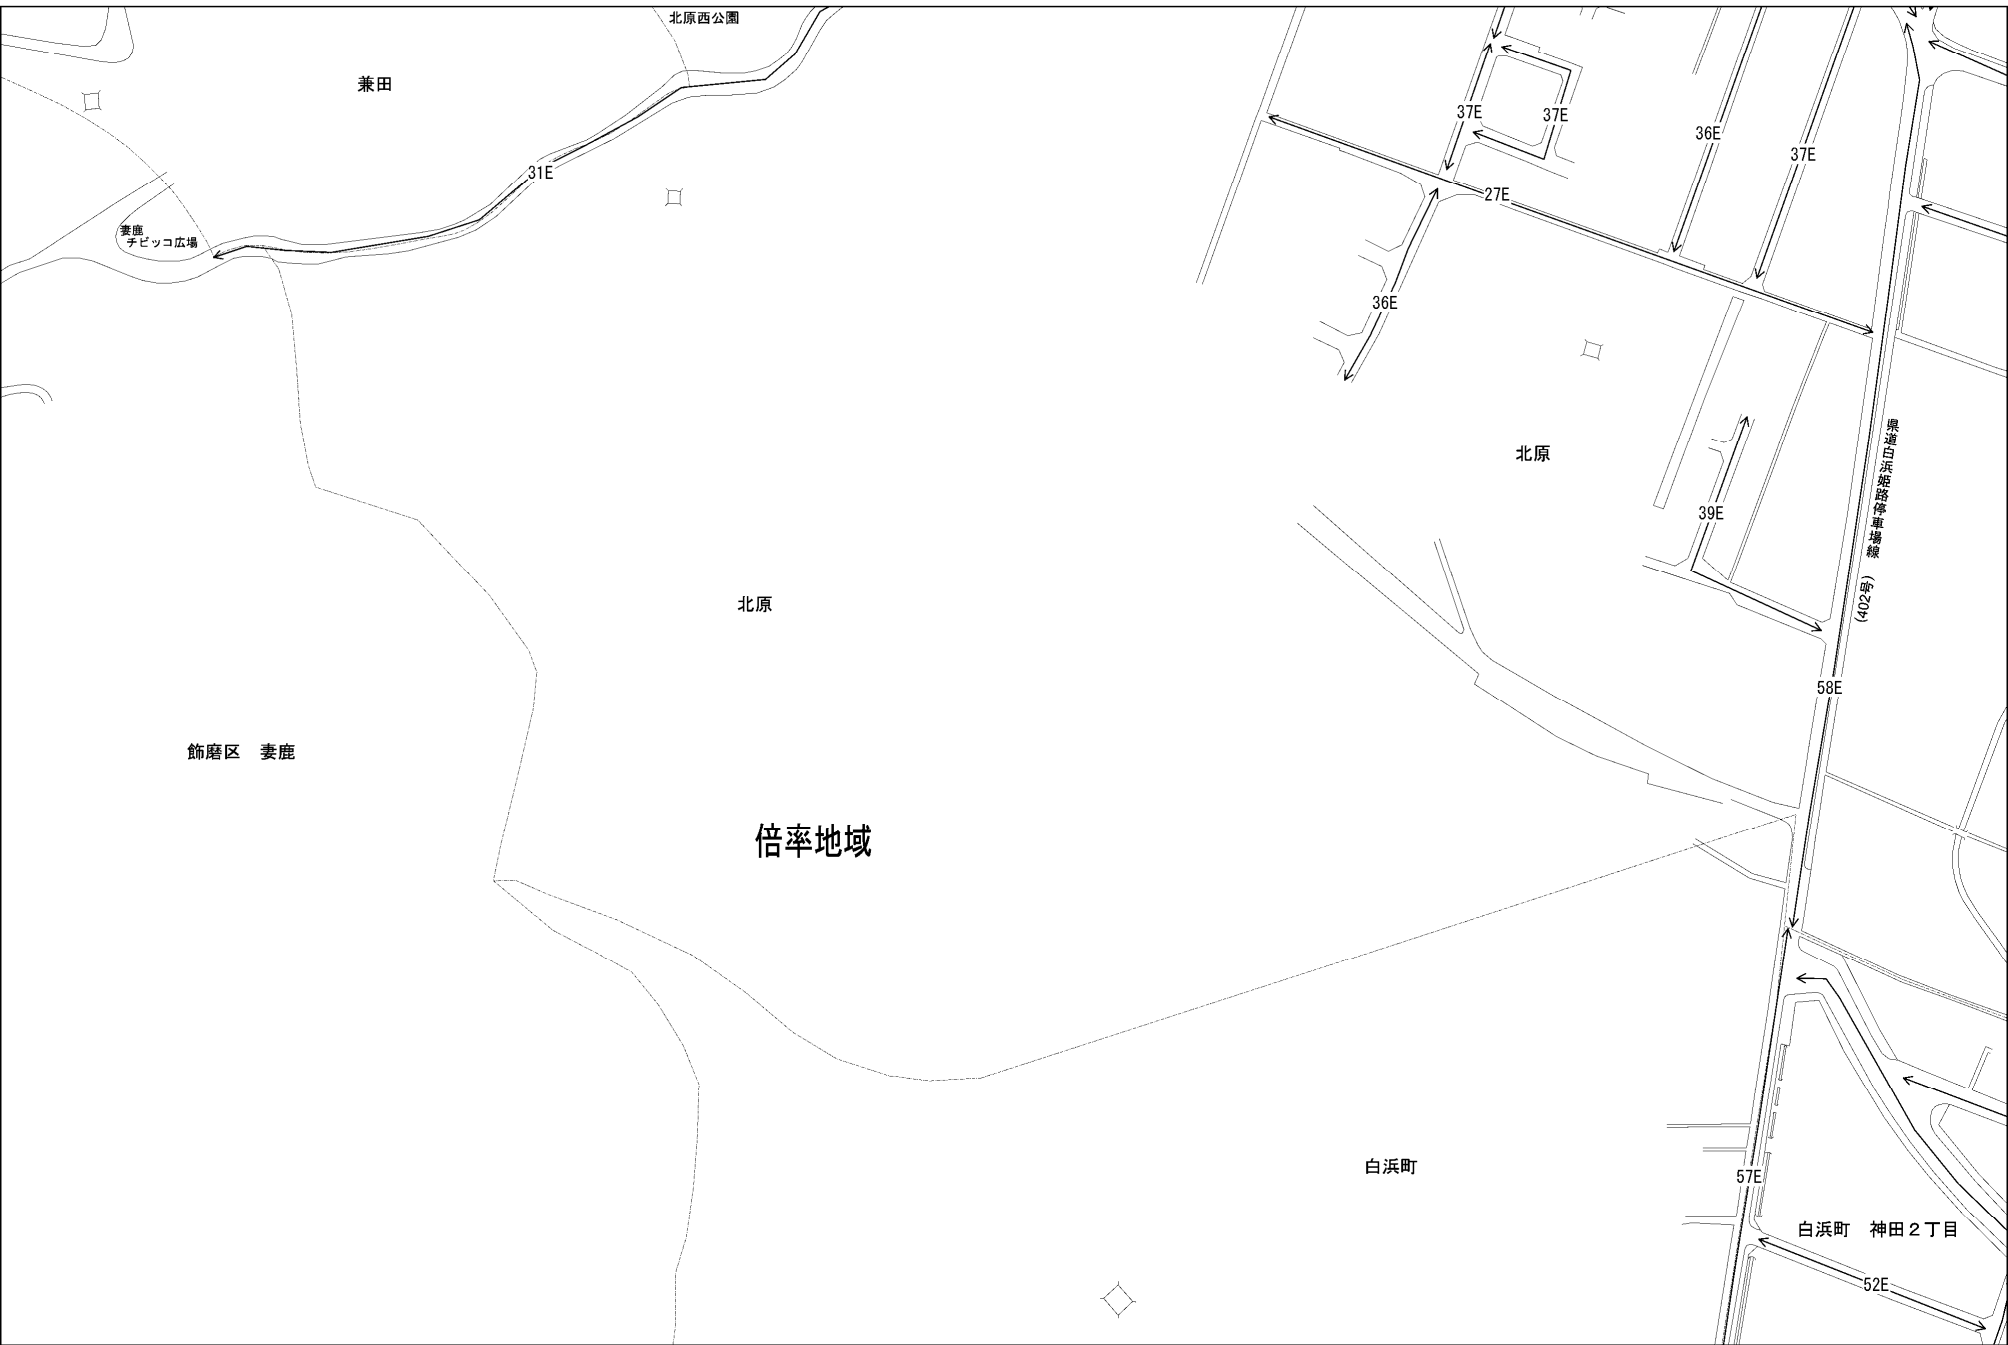 北原西公園
兼田
37E
37E
36E
37E
31E
27E
妻鹿
チビッコ広場
36E
北原
県道白浜姫路停車場線
(402号)
39E
北原
58E
飾磨区 妻鹿
倍率地域
白浜町
57E
白浜町 神田2丁目
52E